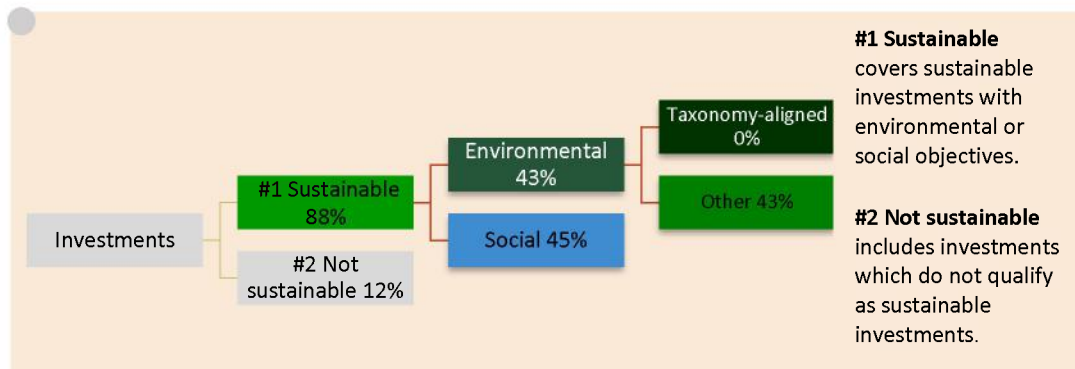 Investments
#1 Sustainable
88%
#2 Not
sustainable 12%
Environmental
43%
Social 45%
Taxonomy-aligned
0%
Other 43%
#1 Sustainable
covers sustainable
investments with
environmental or
social objectives.
#2 Not sustainable
includes investments
which do not qualify
as sustainable
investments.